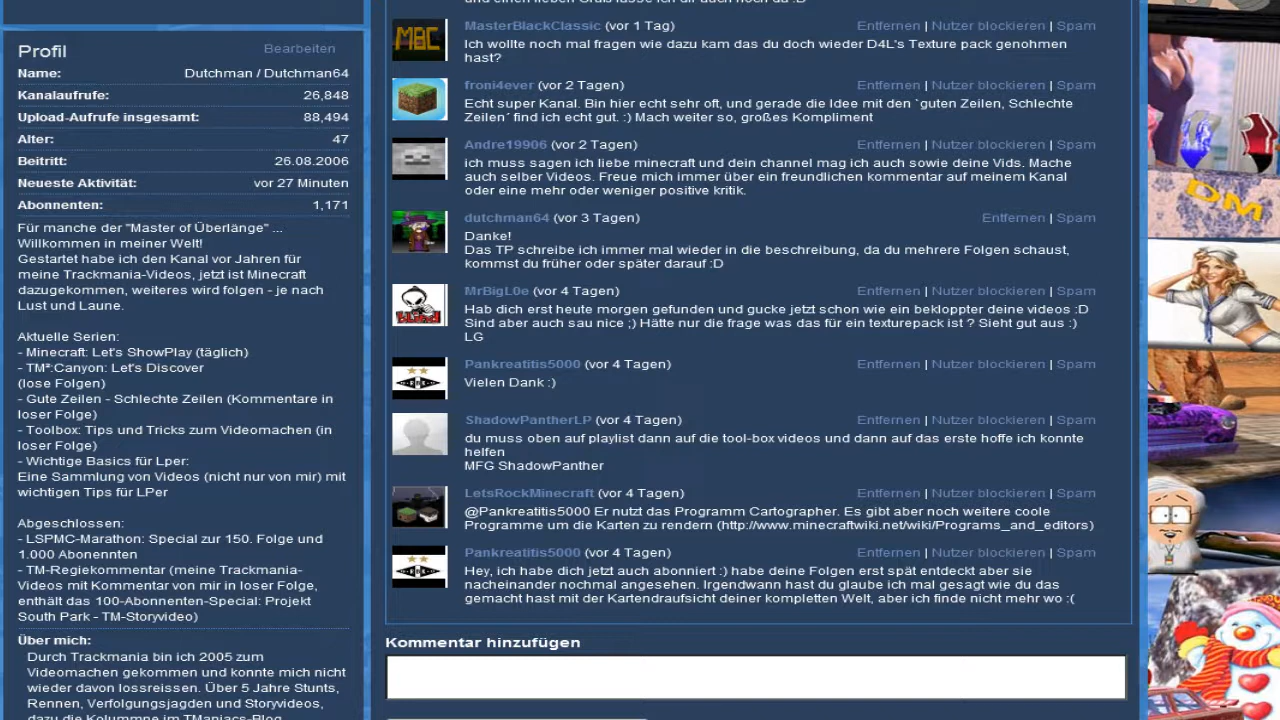 Profil
Bearbeiten
Name: Dutchman / Dutchman64
Kanalaufrufe: 26,848
Upload-Aufrufe insgesamt: 88,494
Alter: 47
Beitritt: 26.08.2006
Neueste Aktivität: vor 27 Minuten
Abonnenten: 1,171
Für manche der "Master of Überlänge" ...
Willkommen in meiner Welt!
Gestartet habe ich den Kanal vor Jahren für
meine Trackmania-Videos, jetzt ist Minecraft
dazugekommen, weiteres wird folgen - je nach
Lust und Laune.
Aktuelle Serien:
- Minecraft: Let's ShowPlay (täglich)
- TM²:Canyon: Let's Discover
(lose Folgen)
- Gute Zeilen - Schlechte Zeilen (Kommentare in
loser Folge)
- Toolbox: Tips und Tricks zum Videomachen (in
loser Folge)
- Wichtige Basics für Lper:
Eine Sammlung von Videos (nicht nur von mir) mit
wichtigen Tips für LPer
Abgeschlossen:
- LSPMC-Marathon: Special zur 150. Folge und
1.000 Abonennten
- TM-Regiekommentar (meine Trackmania-
Videos mit Kommentar von mir in loser Folge,
enthält das 100-Abonnenten-Special: Projekt
South Park - TM-Storyvideo)
Über mich:
Durch Trackmania bin ich 2005 zum
Videomachen gekommen und konnte mich nicht
wieder davon lossreissen. Über 5 Jahre Stunts,
Rennen, Verfolgungsjagden und Storyvideos,
dazu die Kolummne im TManiacs-Blog
MasterBlackClassic (vor 1 Tag) Entfernen | Nutzer blockieren | Spam
MBC
Ich wollte noch mal fragen wie dazu kam das du doch wieder D4L's Texture pack genohmen
hast?
froni4ever (vor 2 Tagen) Entfernen | Nutzer blockieren | Spam
Echt super Kanal. Bin hier echt sehr oft, und gerade die Idee mit den `guten Zeilen, Schlechte
Zeilen´ find ich echt gut. :) Mach weiter so, großes Kompliment
Andre19906 (vor 2 Tagen) Entfernen | Nutzer blockieren | Spam
ich muss sagen ich liebe minecraft und dein channel mag ich auch sowie deine Vids. Mache
auch selber Videos. Freue mich immer über ein freundlichen kommentar auf meinem Kanal
oder eine mehr oder weniger positive kritik.
dutchman64 (vor 3 Tagen) Entfernen | Spam
Danke!
Das TP schreibe ich immer mal wieder in die beschreibung, da du mehrere Folgen schaust,
kommst du früher oder später darauf :D
MrBigL0e (vor 4 Tagen) Entfernen | Nutzer blockieren | Spam
Hab dich erst heute morgen gefunden und gucke jetzt schon wie ein bekloppter deine videos :D
Sind aber auch sau nice ;) Hätte nur die frage was das für ein texturepack ist ? Sieht gut aus :)
LG
Pankreatitis5000 (vor 4 Tagen) Entfernen | Nutzer blockieren | Spam
Vielen Dank :)
ShadowPantherLP (vor 4 Tagen) Entfernen | Nutzer blockieren | Spam
du muss oben auf playlist dann auf die tool-box videos und dann auf das erste hoffe ich konnte
helfen
MFG ShadowPanther
LetsRockMinecraft (vor 4 Tagen) Entfernen | Nutzer blockieren | Spam
@Pankreatitis5000 Er nutzt das Programm Cartographer. Es gibt aber noch weitere coole
Programme um die Karten zu rendern (http://www.minecraftwiki.net/wiki/Programs_and_editors)
Pankreatitis5000 (vor 4 Tagen) Entfernen | Nutzer blockieren | Spam
Hey, ich habe dich jetzt auch abonniert :) habe deine Folgen erst spät entdeckt aber sie
nacheinander nochmal angesehen. Irgendwann hast du glaube ich mal gesagt wie du das
gemacht hast mit der Kartendraufsicht deiner kompletten Welt, aber ich finde nicht mehr wo :(
Kommentar hinzufügen
DM